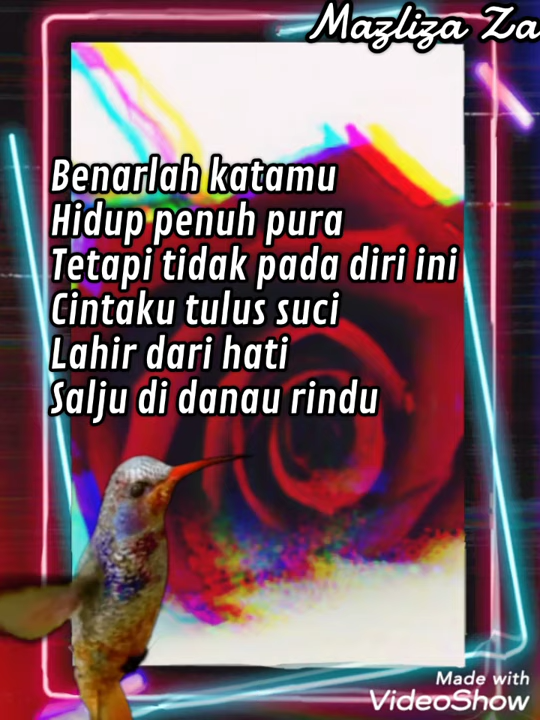 Mazliza Za
Benarlah katamu
Hidup penuh pura
Tetapi tidak pada diri ini
Cintaku tulus suci
Lahir dari hati
Salju di danau rindu
Made with
VideoShow